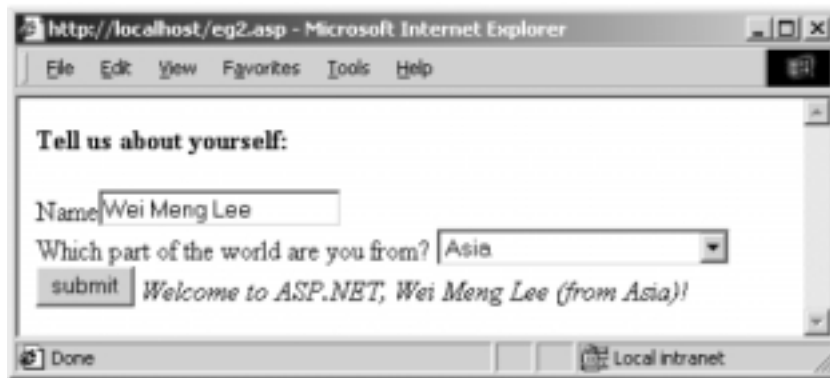 http://localhost/eg2.asp - Microsoft Internet Explorer
File Edit View Favorites Tools Help
Tell us about yourself:
Name Wei Meng Lee
Which part of the world are you from? Asia
submit Welcome to ASP.NET, Wei Meng Lee (from Asia)!
Done Local intranet